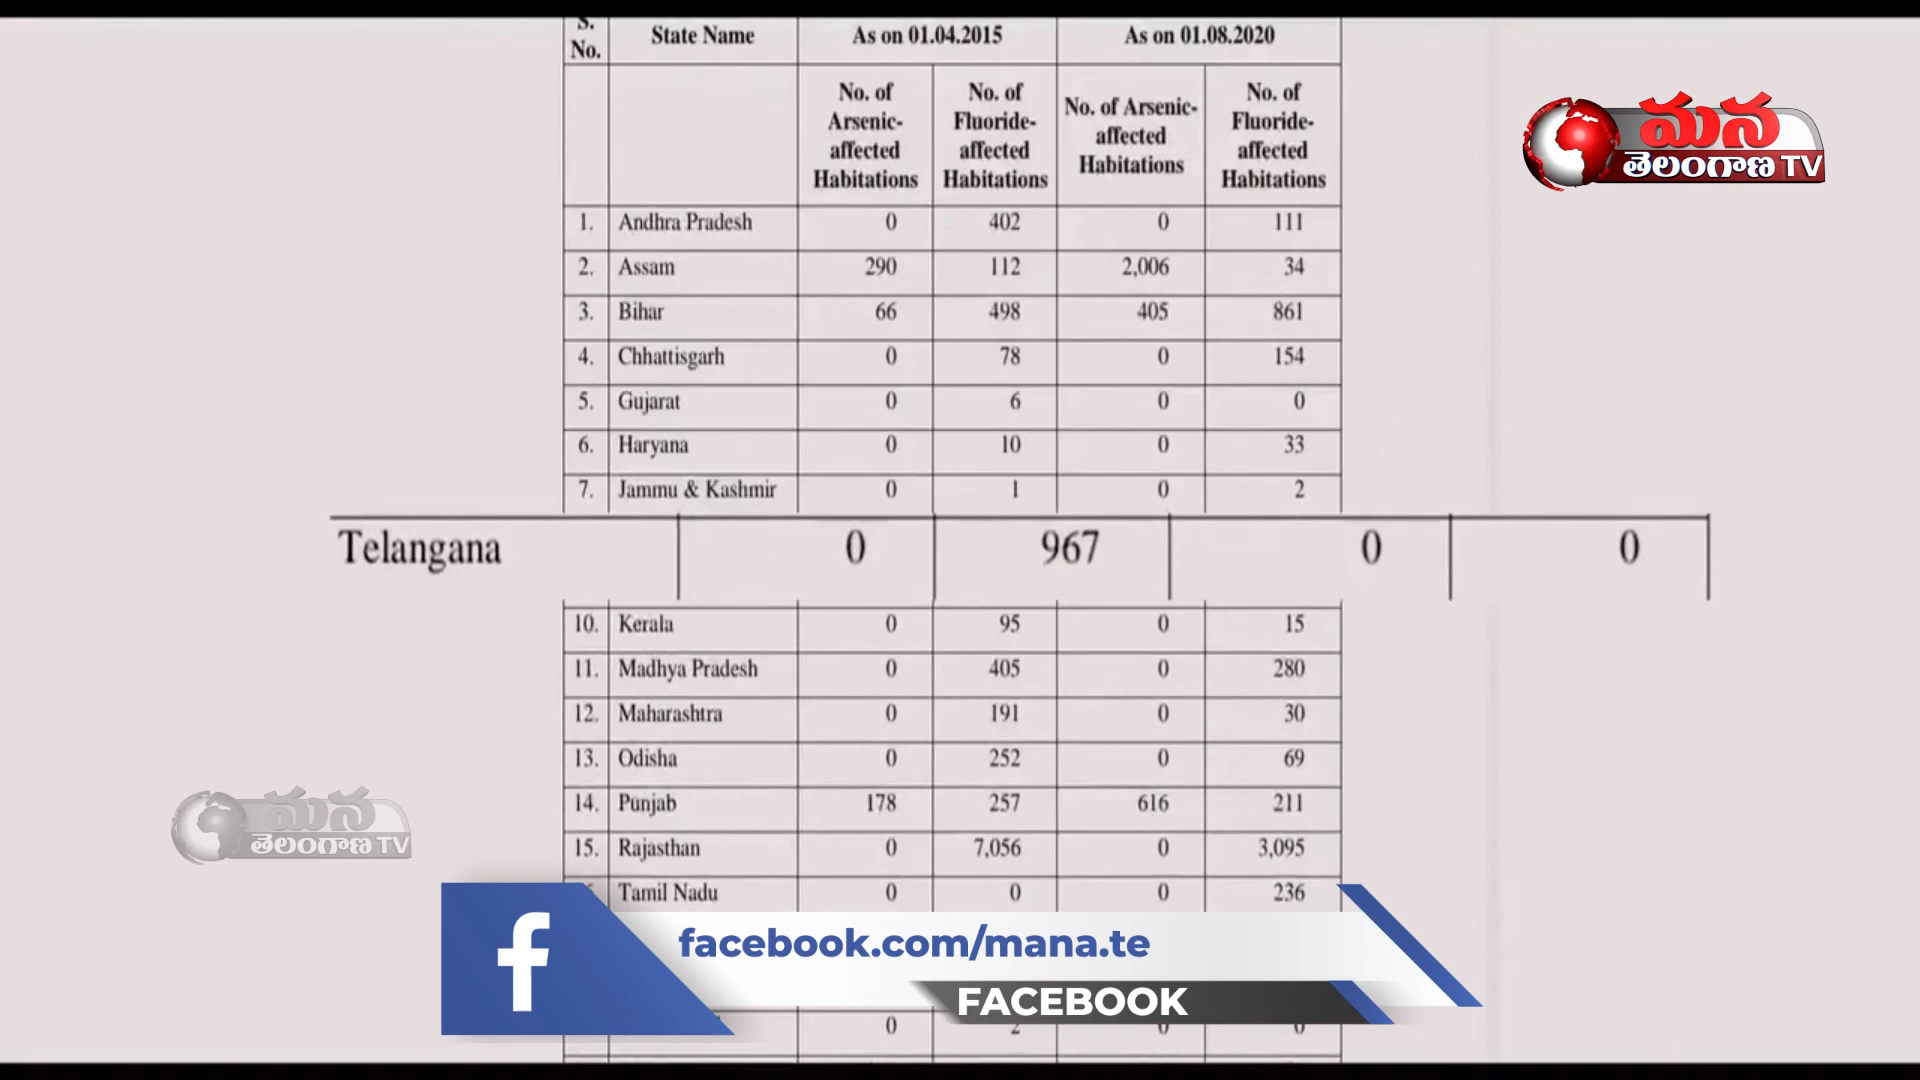 S. No. State Name As on 01.04.2015 As on 01.08.2020
No. of Arsenic-affected Habitations No. of Fluoride-affected Habitations No. of Arsenic-affected Habitations No. of Fluoride-affected Habitations
1. Andhra Pradesh 0 402 0 111
2. Assam 290 112 2,006 34
3. Bihar 66 498 405 861
4. Chhattisgarh 0 78 0 154
5. Gujarat 0 6 0 0
6. Haryana 0 10 0 33
7. Jammu & Kashmir 0 1 0 2
Telangana 0 967 0 0
10. Kerala 0 95 0 15
11. Madhya Pradesh 0 405 0 280
12. Maharashtra 0 191 0 30
13. Odisha 0 252 0 69
14. Punjab 178 257 616 211
15. Rajasthan 0 7,056 0 3,095
Tamil Nadu 0 0 0 236
0 2 0 0
మన
తెలంగాణ TV
మన
తెలంగాణ TV
f
facebook.com/mana.te
FACEBOOK